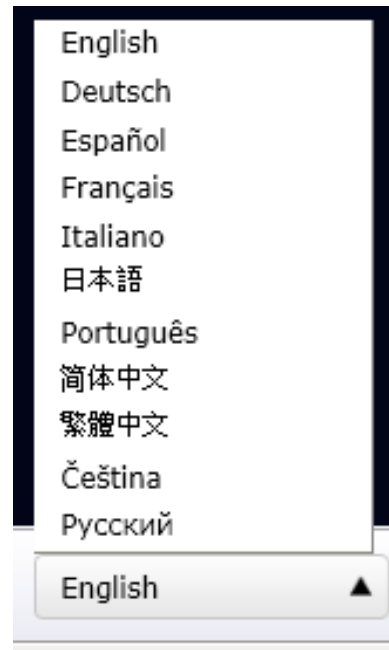 English
Deutsch
Español
Français
Italiano
日本語
Português
简体中文
繁體中文
Čeština
Русский
English